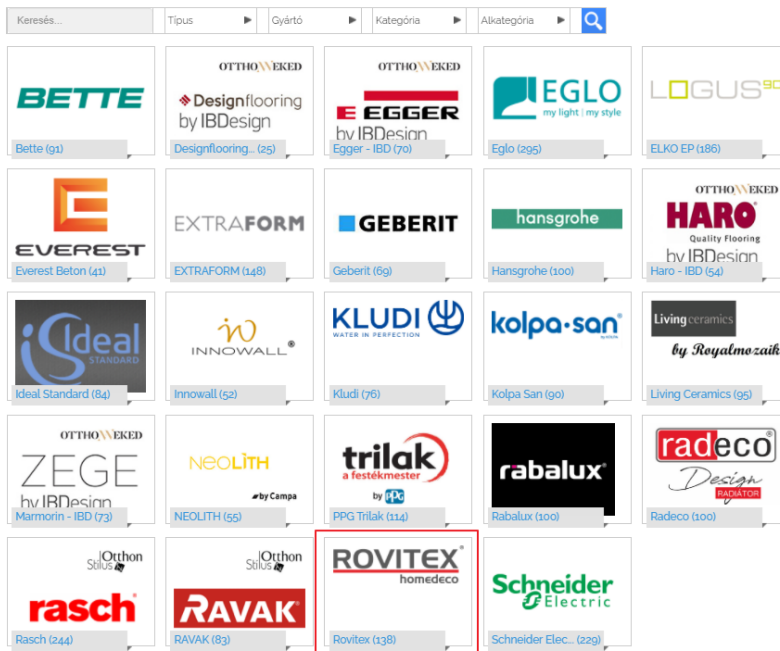 Keresés... Típus Gyártó Kategória Alkategória
BETTE
Bette (91)
OTTHONNEKED
Designflooring
by IBDesign
Designflooring... (25)
OTTHONNEKED
E EGGER
by IBDesign
Egger - IBD (70)
EGLO
my light | my style
Eglo (295)
LOGUS90
ELKO EP (186)
EVEREST
Everest Beton (41)
EXTRAFORM
EXTRAFORM (148)
GEBERIT
Geberit (69)
hansgrohe
Hansgrohe (100)
OTTHONNEKED
HARO
Quality Flooring
by IBDesign
Haro - IBD (54)
Ideal
STANDARD
Ideal Standard (84)
INNOWALL®
Innowall (52)
KLUDI
WATER IN PERFECTION
Kludi (76)
kolpa·san
Kolpa San (90)
Living ceramics
by Royalmozaik
Living Ceramics (95)
OTTHONNEKED
ZEGE
by IBDesign
Marmorin - IBD (73)
NEOLITH
by Campa
NEOLITH (55)
trilak
a festékmester
by PPG
PPG Trilak (114)
rabalux
Rabalux (100)
radeco®
Design
RADIÁTOR
Radeco (100)
Otthon
Stílus
rasch
Rasch (244)
Otthon
Stílus
RAVAK
RAVAK (83)
ROVITEX®
homedeco
Rovitex (138)
Schneider
Electric
Schneider Elec... (229)